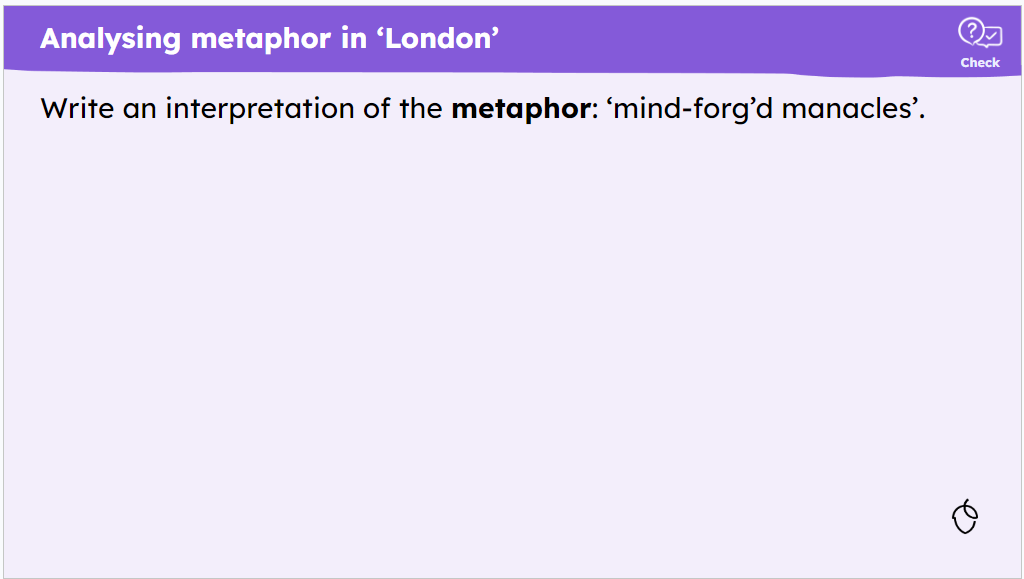 Analysing metaphor in ‘London’
Check
Write an interpretation of the metaphor: ‘mind-forg’d manacles’.